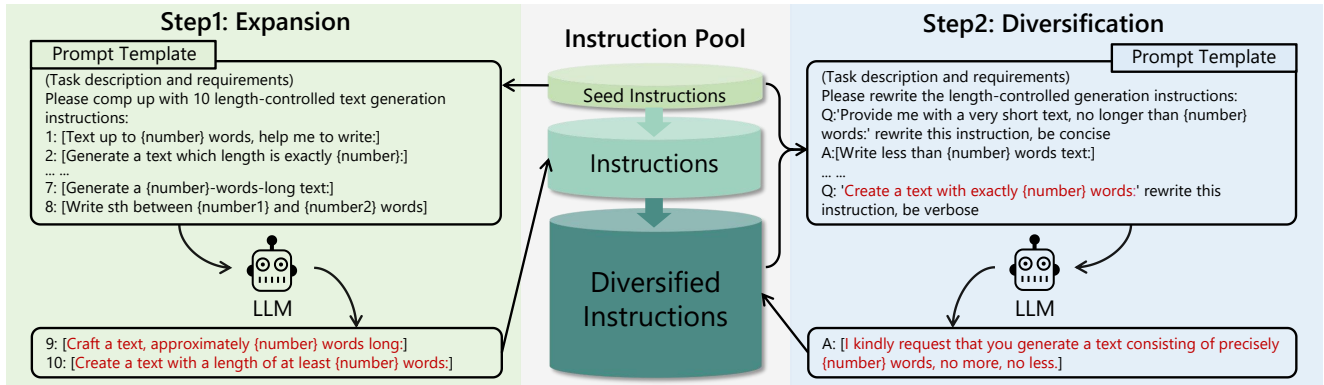 Step1: Expansion
Prompt Template
(Task description and requirements)
Please comp up with 10 length-controlled text generation
instructions:
1: [Text up to {number} words, help me to write:]
2: [Generate a text which length is exactly {number}:]
... ...
7: [Generate a {number}-words-long text:]
8: [Write sth between {number1} and {number2} words]
LLM
9: [Craft a text, approximately {number} words long:]
10: [Create a text with a length of at least {number} words:]
Instruction Pool
Seed Instructions
Instructions
Diversified
Instructions
Step2: Diversification
Prompt Template
(Task description and requirements)
Please rewrite the length-controlled generation instructions:
Q:'Provide me with a very short text, no longer than {number}
words:' rewrite this instruction, be concise
A:[Write less than {number} words text:]
... ...
Q: 'Create a text with exactly {number} words:' rewrite this
instruction, be verbose
LLM
A: [I kindly request that you generate a text consisting of precisely
{number} words, no more, no less.]